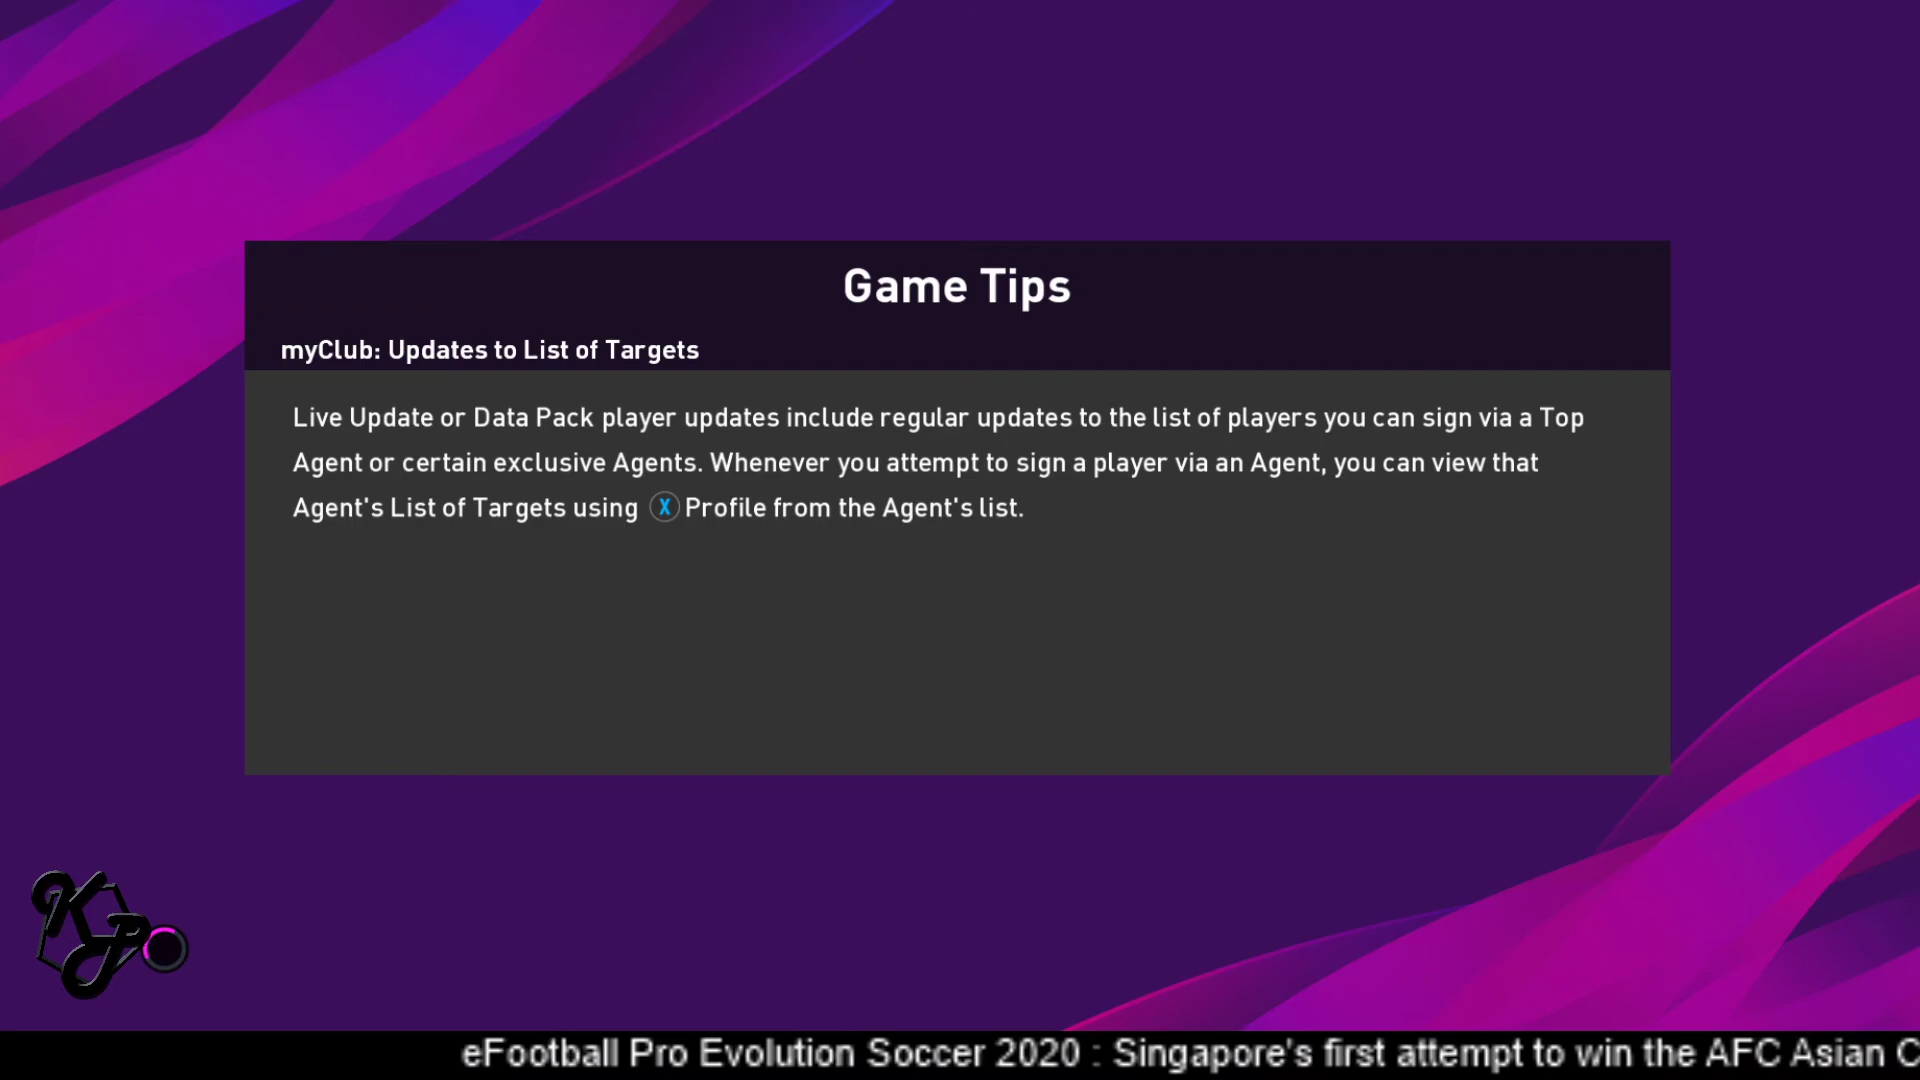 Game Tips
myClub: Updates to List of Targets
Live Update or Data Pack player updates include regular updates to the list of players you can sign via a Top
Agent or certain exclusive Agents. Whenever you attempt to sign a player via an Agent, you can view that
Agent's List of Targets using X Profile from the Agent's list.
KJP
eFootball Pro Evolution Soccer 2020 : Singapore's first attempt to win the AFC Asian C